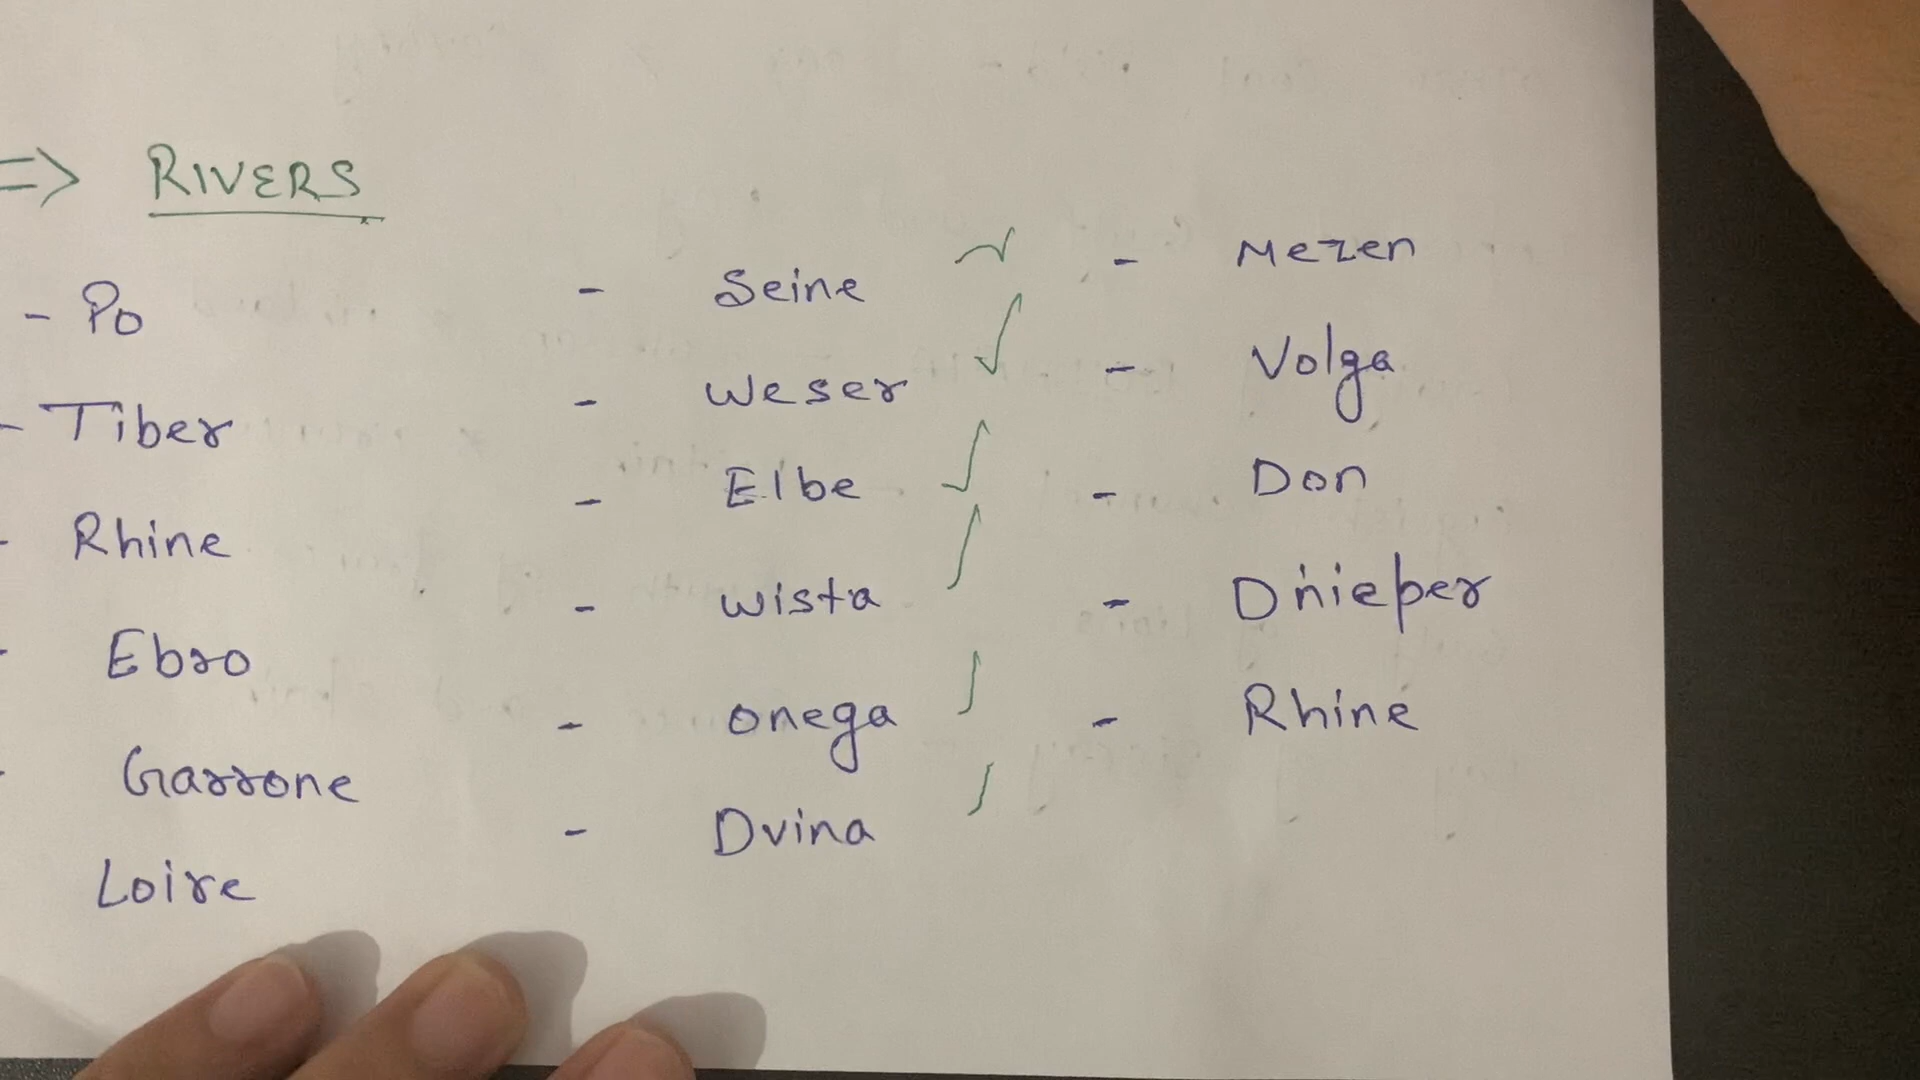 => RIVERS
- Po
- Tiber
- Rhine
- Ebro
- Garrone
Loire
- Seine
- Weser
- Elbe
- Wista
- Onega
- Dvina
- Mezen
- Volga
- Don
- Dnieper
- Rhine